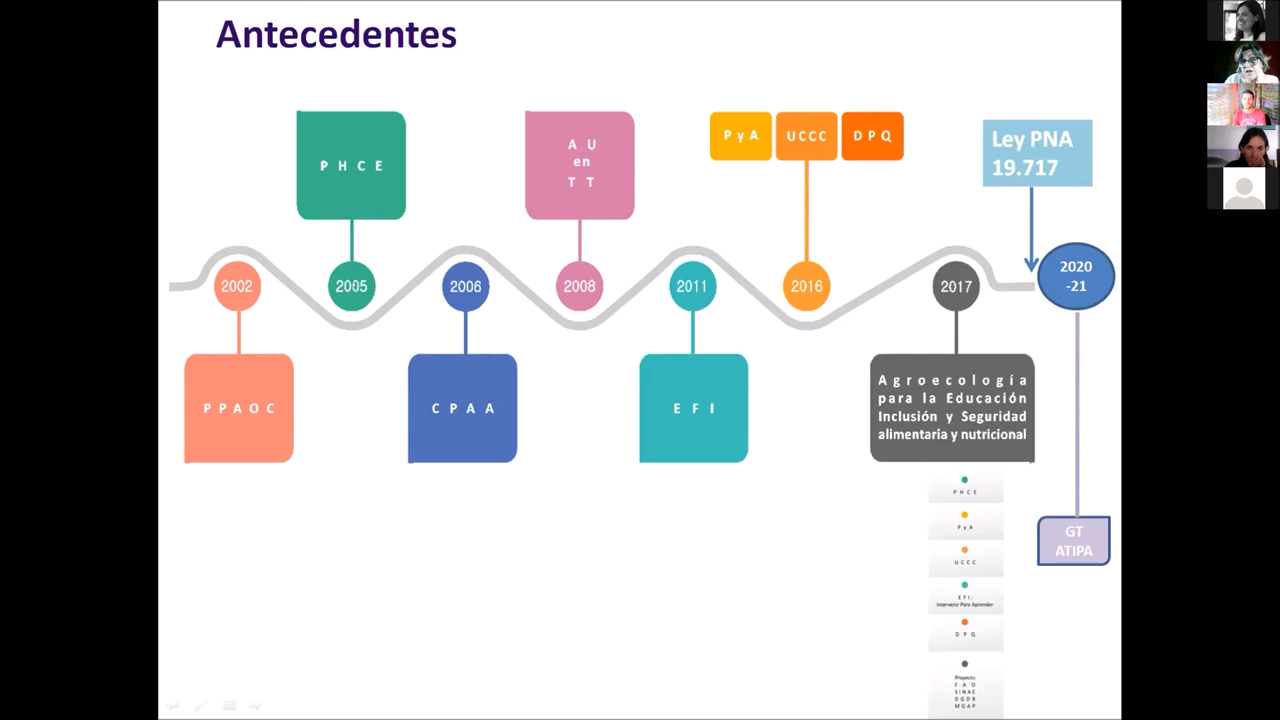 Antecedentes
P H C E
A U
en
T T
P y A
U C C C
D P Q
Ley PNA
19.717
2002
2005
2006
2008
2011
2016
2017
2020
-21
P P A O C
C P A A
E F I
Agroecología
para la Educación
Inclusión y Seguridad
alimentaria y nutricional
P H C E
P y A
U C C C
E F I :
Intervenir Para Aprender
D P Q
Proyecto
F A O
S I N A E
D G D R
M G A P
GT
ATIPA